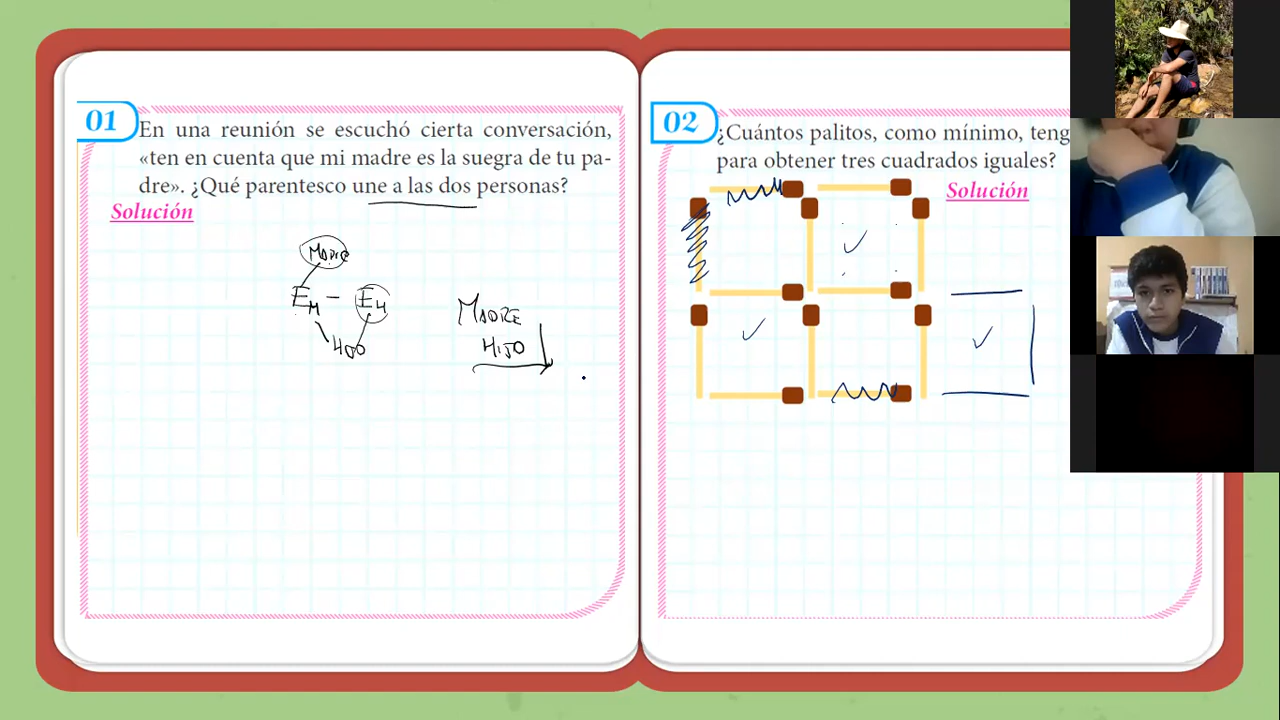 01
En una reunión se escuchó cierta conversación,
«ten en cuenta que mi madre es la suegra de tu pa-
dre». ¿Qué parentesco une a las dos personas?
Solución
MADRE
EM - EH
HIJO
MADRE
HIJO
02
¿Cuántos palitos, como mínimo, teng
para obtener tres cuadrados iguales?
Solución